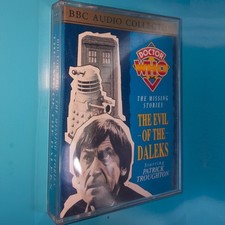 BBC AUDIO COLLECTION
DOCTOR
WHO
THE MISSING
STORIES
THE EVIL
OF THE
DALEKS
starring
PATRICK
TROUGHTON